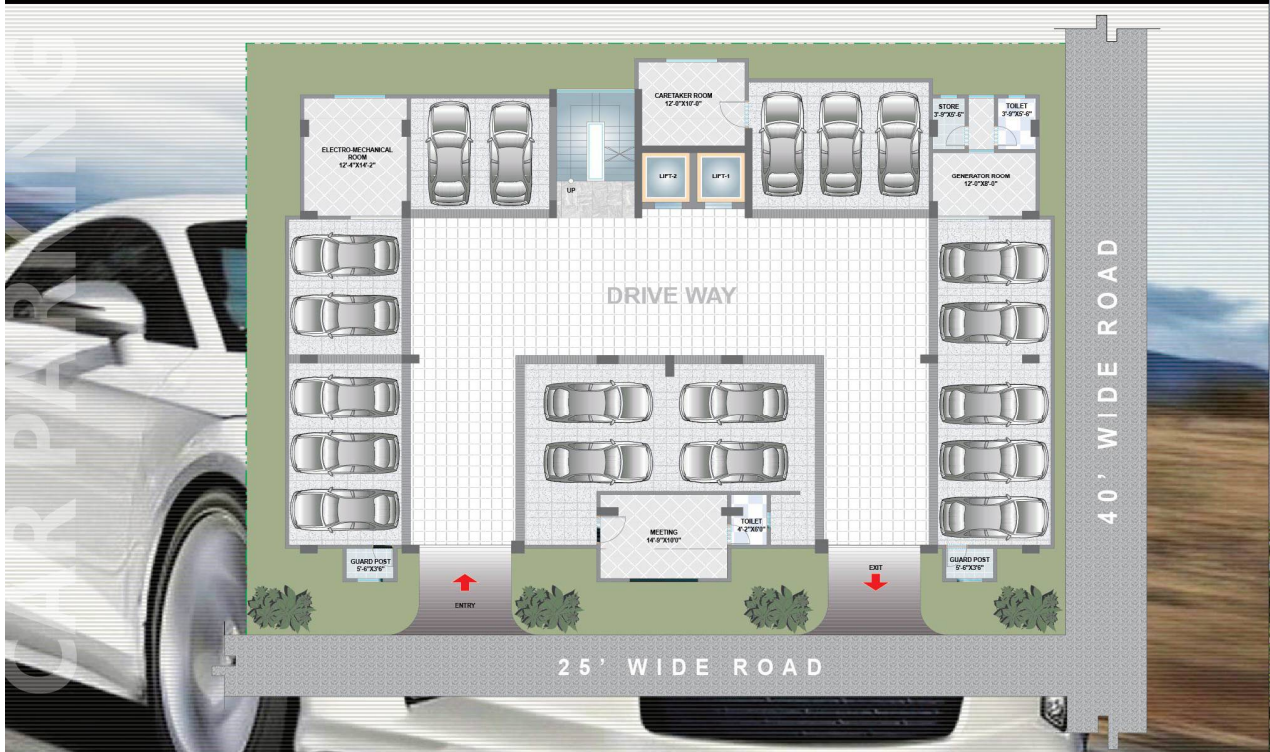 CAR PARKING
CARETAKER ROOM
12'-0"X10'-0"
STORE
3'-9"X5'-6"
TOILET
3'-9"X5'-6"
ELECTRO-MECHANICAL
ROOM
12'-4"X14'-2"
UP
LIFT-2
LIFT-1
GENERATOR ROOM
12'-0"X8'-0"
DRIVE WAY
40' WIDE ROAD
MEETING
14'-9"X10'0"
TOILET
4'-2"X6'0"
GUARD POST
5'-6"X3'6"
GUARD POST
5'-6"X3'6"
ENTRY
EXIT
25' WIDE ROAD